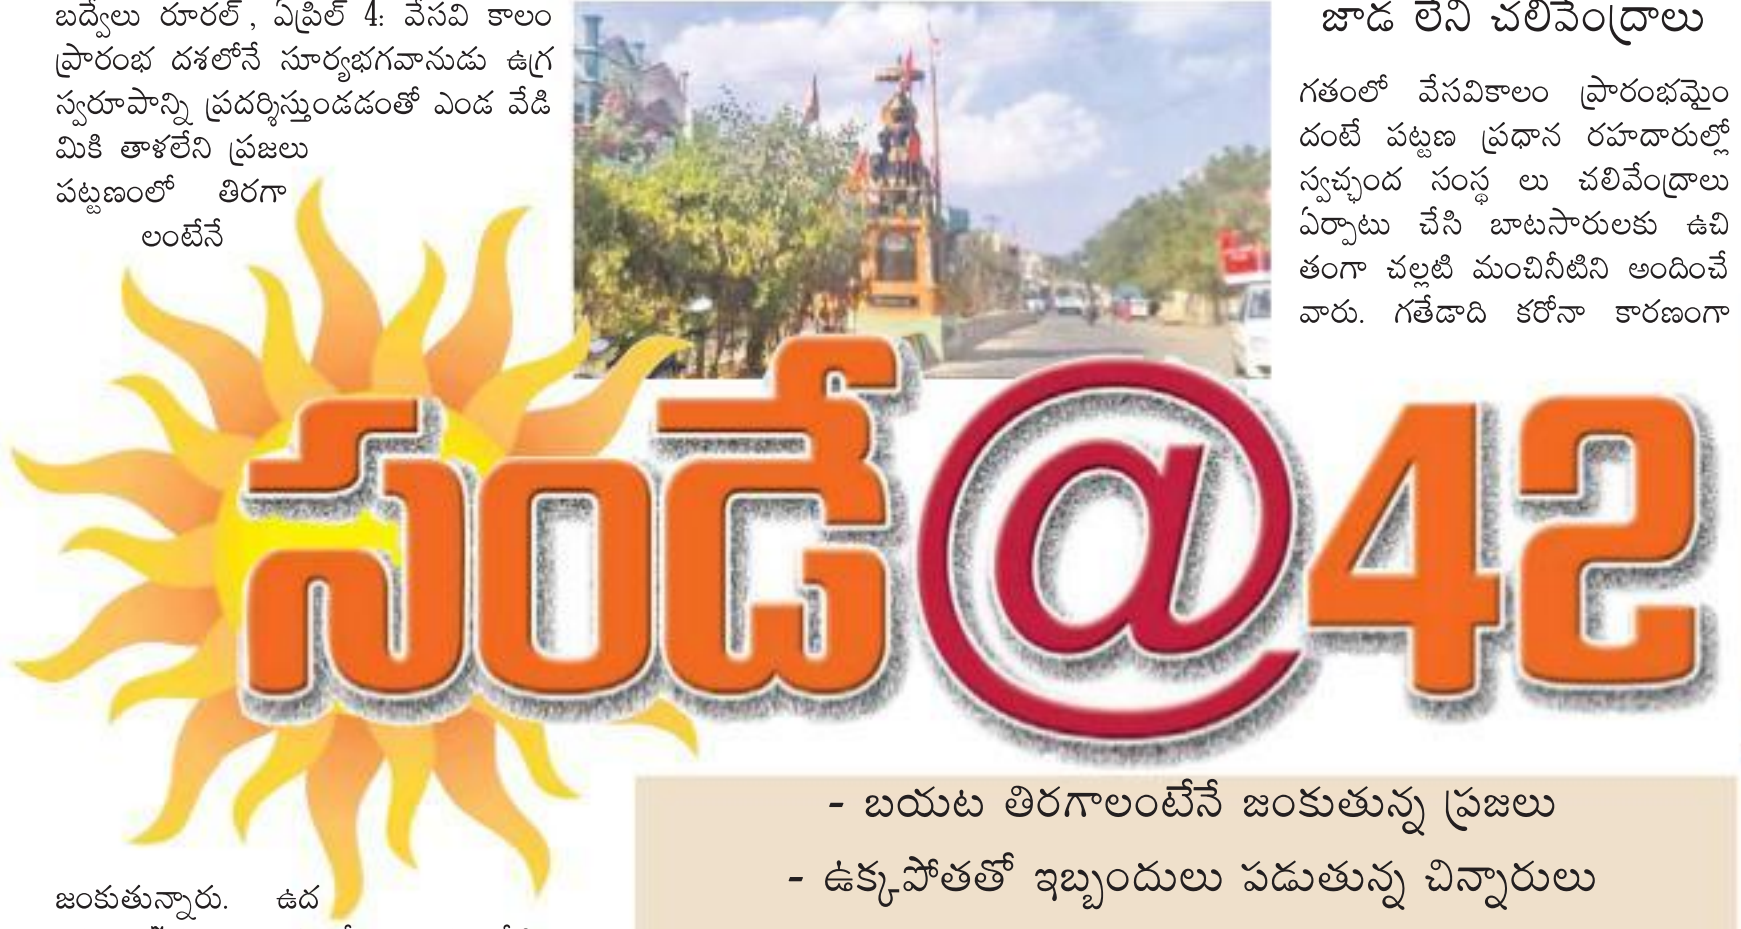 బద్వేలు రూరల్, ఏప్రిల్ 4: వేసవి కాలం
ప్రారంభ దశలోనే సూర్యభగవానుడు ఉగ్ర
స్వరూపాన్ని ప్రదర్శిస్తుండడంతో ఎండ వేడి
మికి తాళలేని ప్రజలు
పట్టణంలో తిరగా
లంటేనే
జంకుతున్నారు. ఉద
సండే@42
- బయట తిరగాలంటేనే జంకుతున్న ప్రజలు
- ఉక్కపోతతో ఇబ్బందులు పడుతున్న చిన్నారులు
జాడ లేని చలివేంద్రాలు
గతంలో వేసవికాలం ప్రారంభమైం
దంటే పట్టణ ప్రధాన రహదారుల్లో
స్వచ్ఛంద సంస్థ లు చలివేంద్రాలు
ఏర్పాటు చేసి బాటసారులకు ఉచి
తంగా చల్లటి మంచినీటిని అందించే
వారు. గతేడాది కరోనా కారణంగా